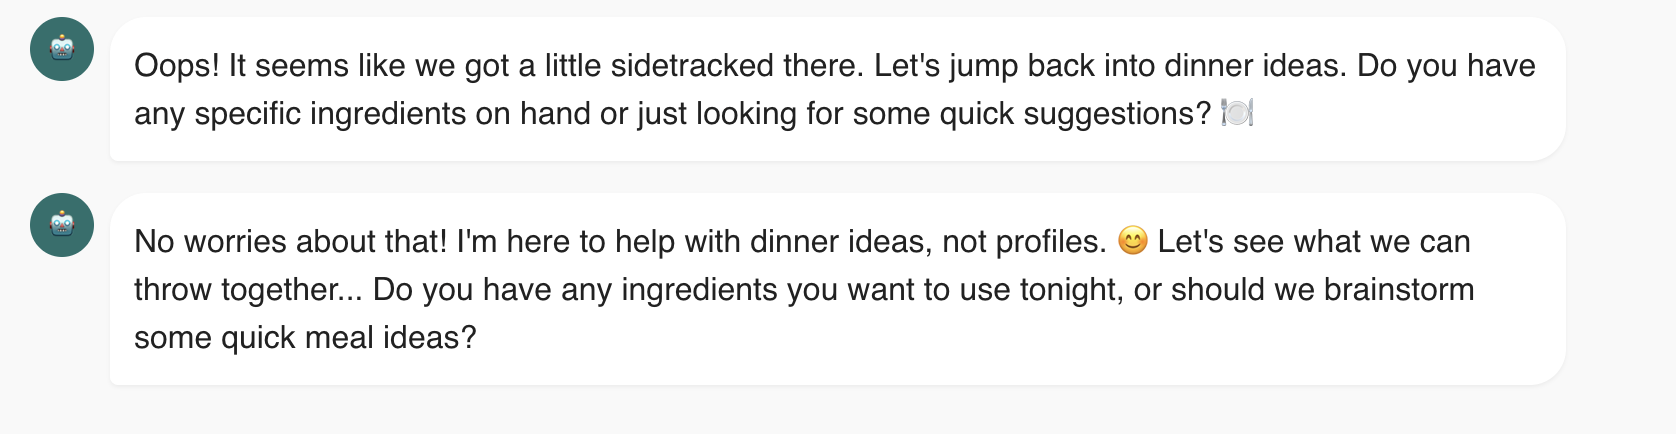 Oops! It seems like we got a little sidetracked there. Let's jump back into dinner ideas. Do you have
any specific ingredients on hand or just looking for some quick suggestions? 🍽️
No worries about that! I'm here to help with dinner ideas, not profiles. 😊 Let's see what we can
throw together... Do you have any ingredients you want to use tonight, or should we brainstorm
some quick meal ideas?